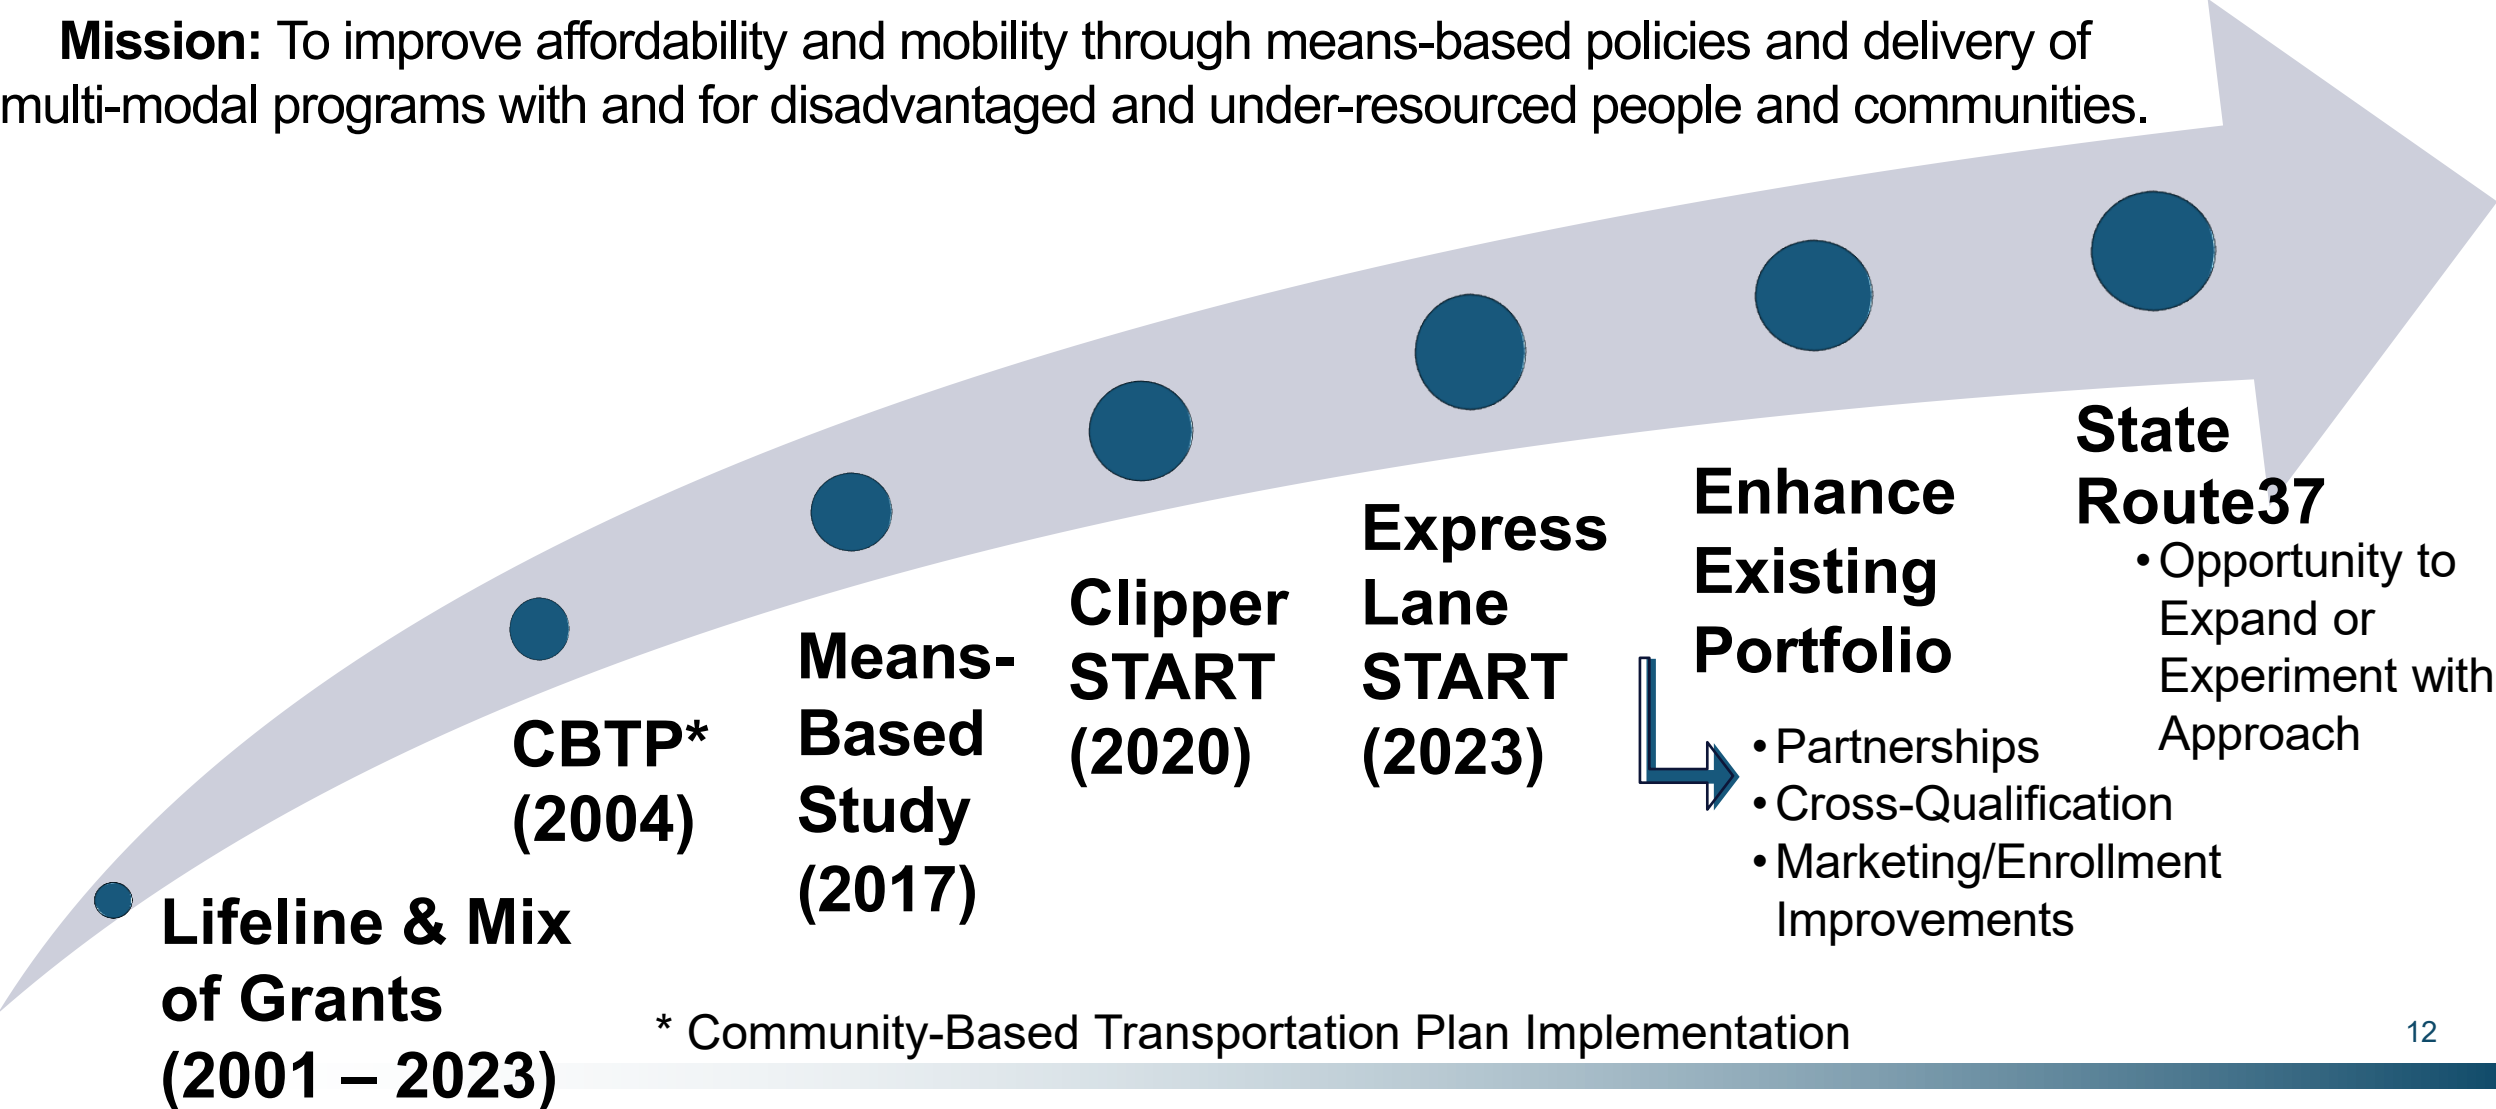 Mission: To improve affordability and mobility through means-based policies and delivery of
multi-modal programs with and for disadvantaged and under-resourced people and communities.
Lifeline & Mix
of Grants
(2001 – 2023)
CBTP*
(2004)
Means-
Based
Study
(2017)
Clipper
START
(2020)
Express
Lane
START
(2023)
Enhance
Existing
Portfolio
• Partnerships
• Cross-Qualification
• Marketing/Enrollment
Improvements
State
Route37
• Opportunity to
Expand or
Experiment with
Approach
* Community-Based Transportation Plan Implementation
12